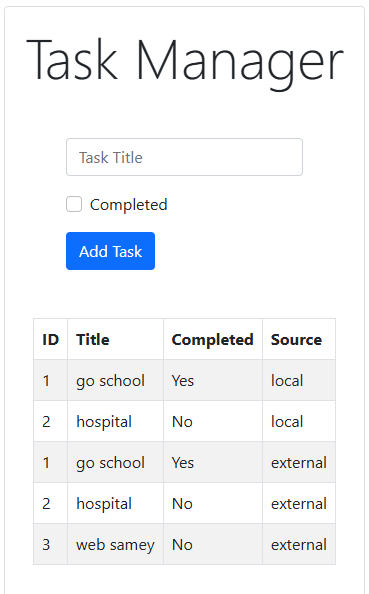 Task Manager
Task Title
Completed
Add Task
ID Title Completed Source
1 go school Yes local
2 hospital No local
1 go school Yes external
2 hospital No external
3 web samey No external